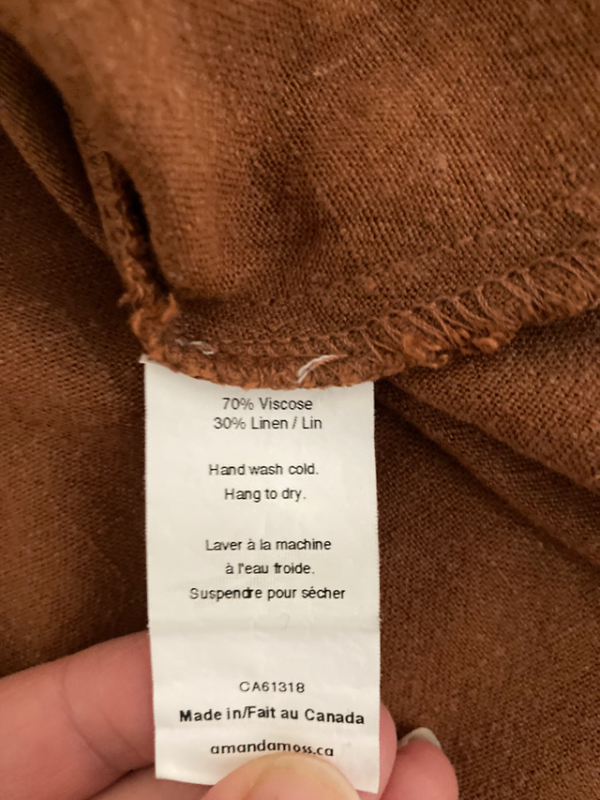 70% Viscose
30% Linen / Lin
Hand wash cold.
Hang to dry.
Laver à la machine
à l'eau froide.
Suspendre pour sécher
CA61318
Made in/Fait au Canada
amandamoss.ca